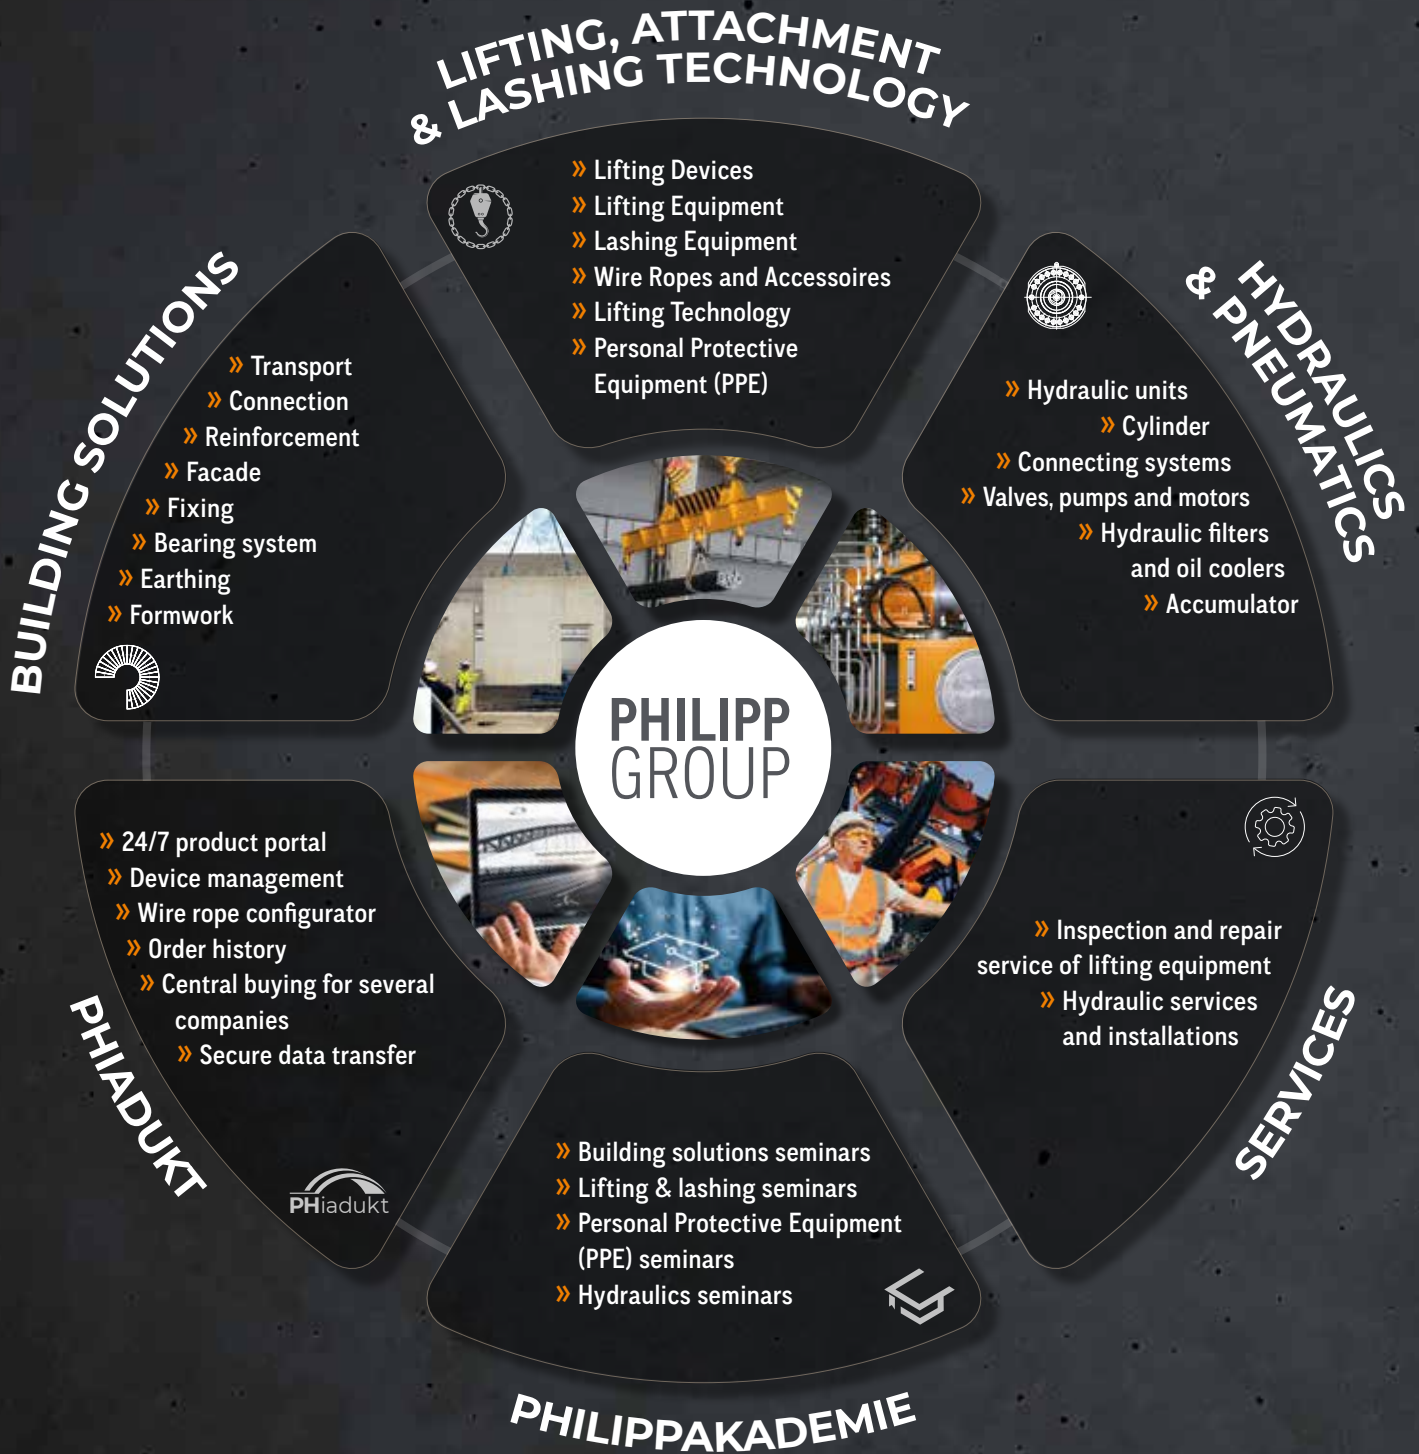 LIFTING, ATTACHMENT
& LASHING TECHNOLOGY
» Lifting Devices
» Lifting Equipment
» Lashing Equipment
» Wire Ropes and Accessoires
» Lifting Technology
» Personal Protective
Equipment (PPE)
HYDRAULICS
& PNEUMATICS
» Hydraulic units
» Cylinder
» Connecting systems
» Valves, pumps and motors
» Hydraulic filters
and oil coolers
» Accumulator
BUILDING SOLUTIONS
» Transport
» Connection
» Reinforcement
» Facade
» Fixing
» Bearing system
» Earthing
» Formwork
PHILIPP
GROUP
PHIADUKT
» 24/7 product portal
» Device management
» Wire rope configurator
» Order history
» Central buying for several
companies
» Secure data transfer
PHiadukt
SERVICES
» Inspection and repair
service of lifting equipment
» Hydraulic services
and installations
» Building solutions seminars
» Lifting & lashing seminars
» Personal Protective Equipment
(PPE) seminars
» Hydraulics seminars
PHILIPPAKADEMIE